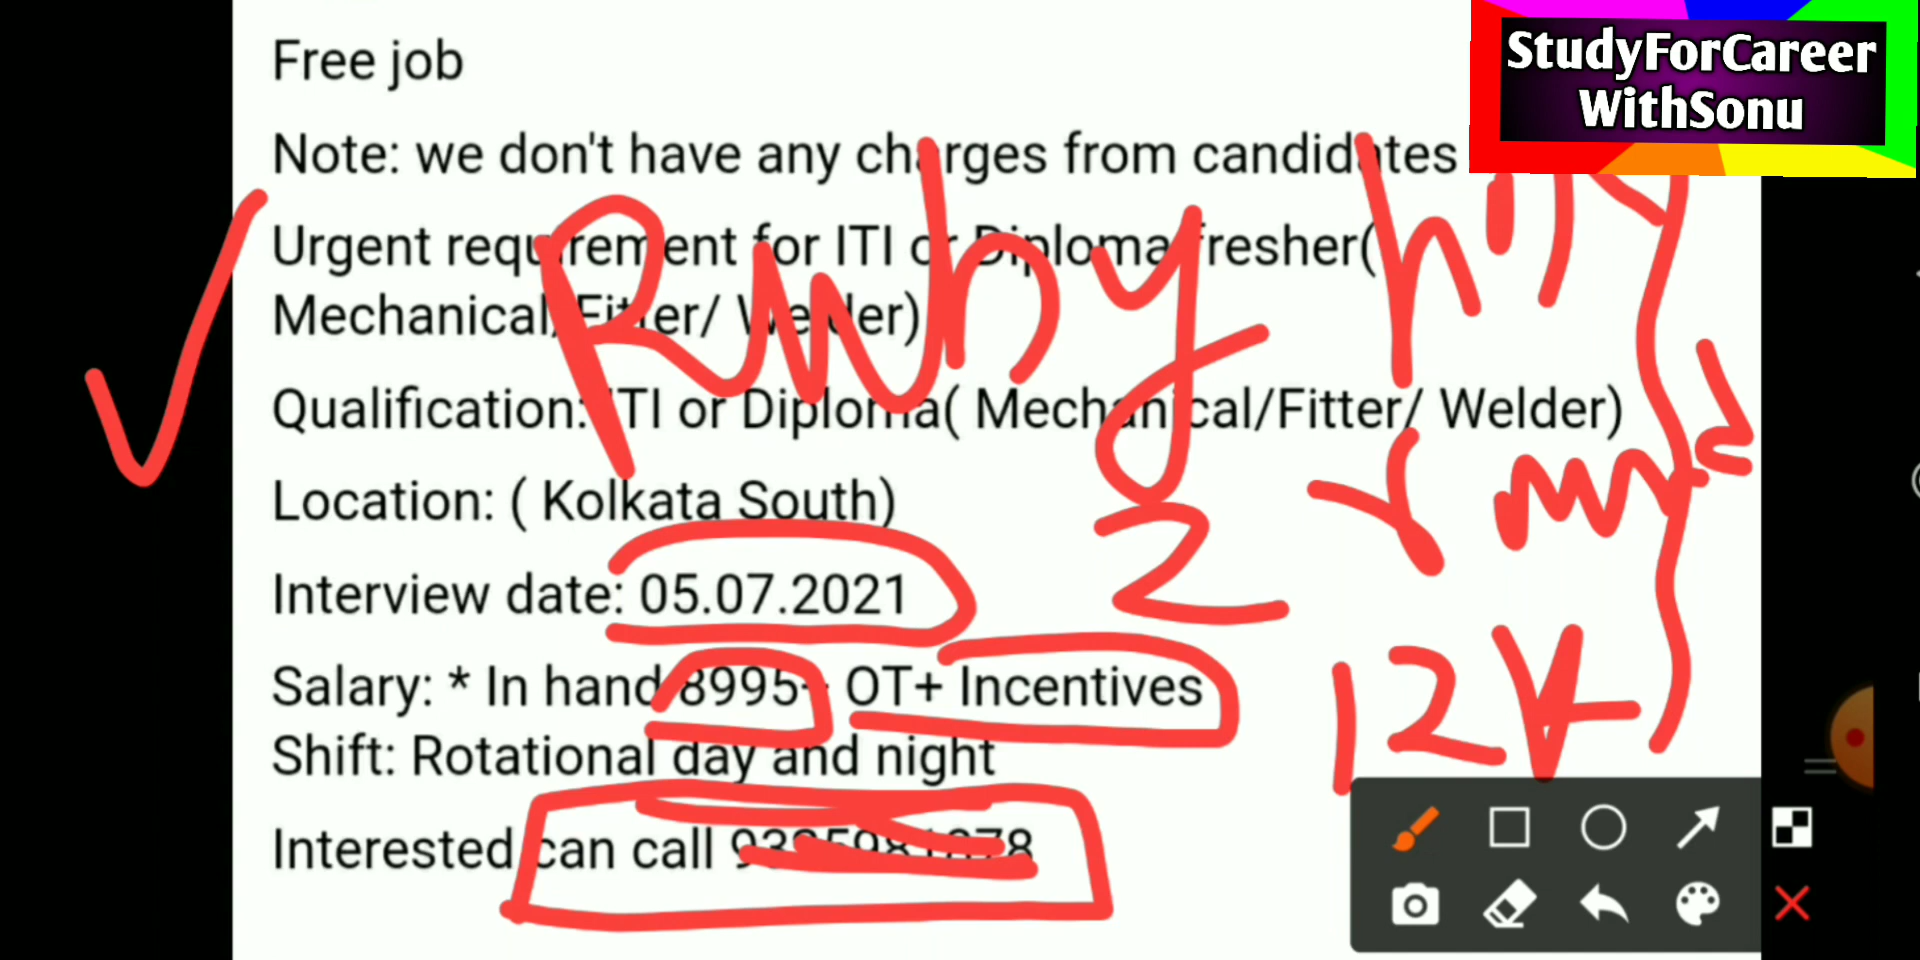 Free job
StudyForCareer
WithSonu
Note: we don't have any charges from candidates
Urgent requirement for ITI or Diploma fresher(
Mechanical/Fitter/ Welder)
Ruby
Qualification: ITI or Diploma( Mechanical/Fitter/ Welder)
Location: ( Kolkata South)
Interview date: 05.07.2021
2
Salary: * In hand 8995+ OT+ Incentives
12K
Shift: Rotational day and night
Interested can call